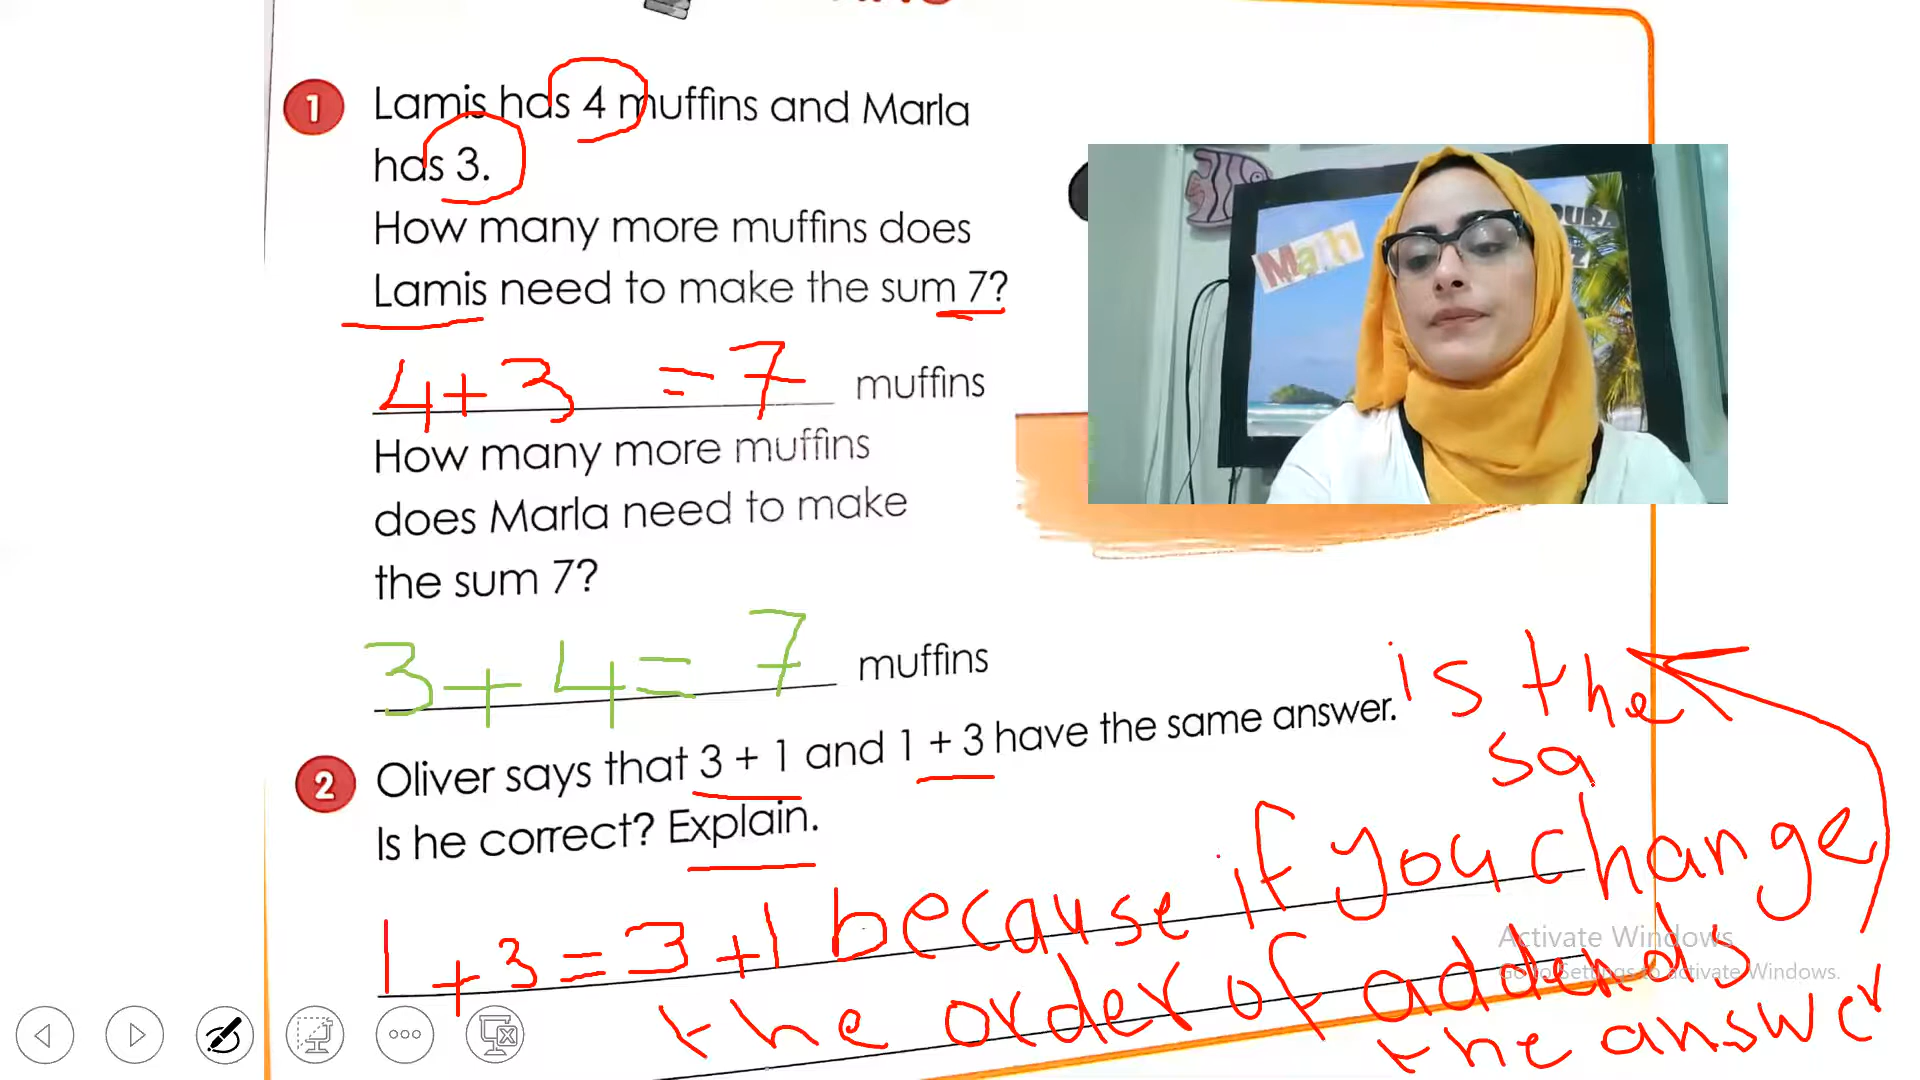 1 Lamis has 4 muffins and Marla
has 3.
How many more muffins does
Lamis need to make the sum 7?
4+3 = 7 muffins
How many more muffins
does Marla need to make
the sum 7?
3+4=7 muffins
2 Oliver says that 3 + 1 and 1 + 3 have the same answer.
Is he correct? Explain.
1+3=3+1 because if you change
the order of addends
the answer
is the
sa
Math
Activate Windows
Go to Settings to activate Windows.